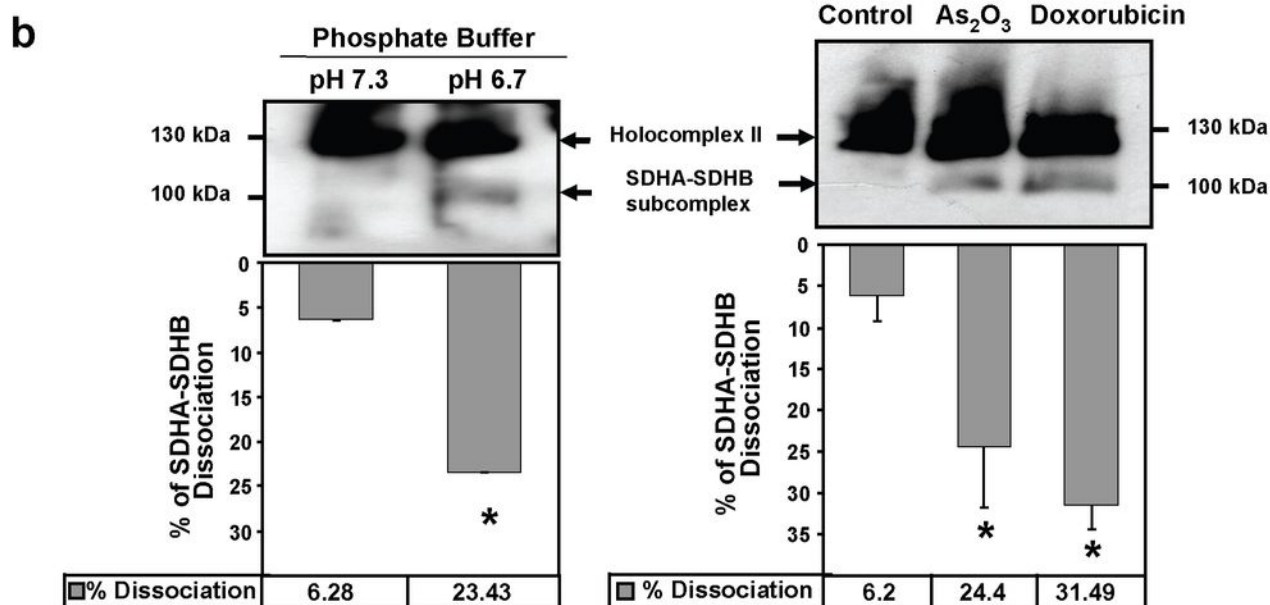 b
Phosphate Buffer
pH 7.3 pH 6.7
130 kDa
100 kDa
Holocomplex II
SDHA-SDHB
subcomplex
Control As₂O₃ Doxorubicin
130 kDa
100 kDa
% of SDHA-SDHB
Dissociation
0
5
10
15
20
25
30
*
% Dissociation 6.28 23.43
% of SDHA-SDHB
Dissociation
0
5
10
15
20
25
30
35
* *
% Dissociation 6.2 24.4 31.49